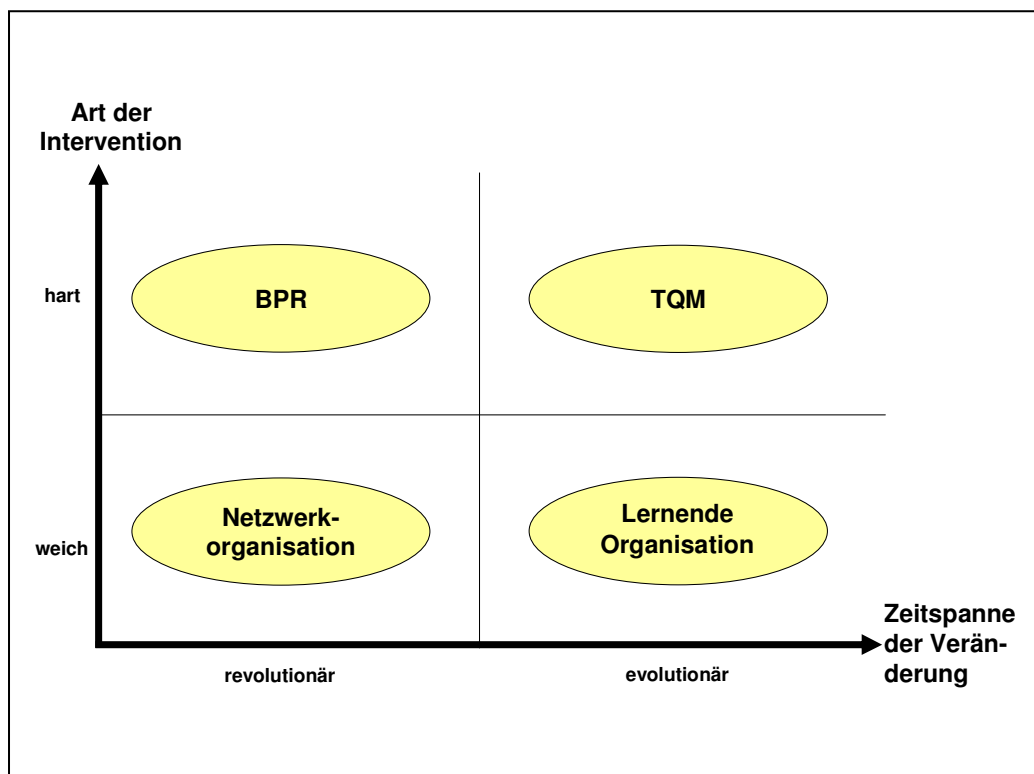 Art der
Intervention
hart
BPR
TQM
weich
Netzwerk-
organisation
Lernende
Organisation
Zeitspanne
der Verän-
derung
revolutionär
evolutionär